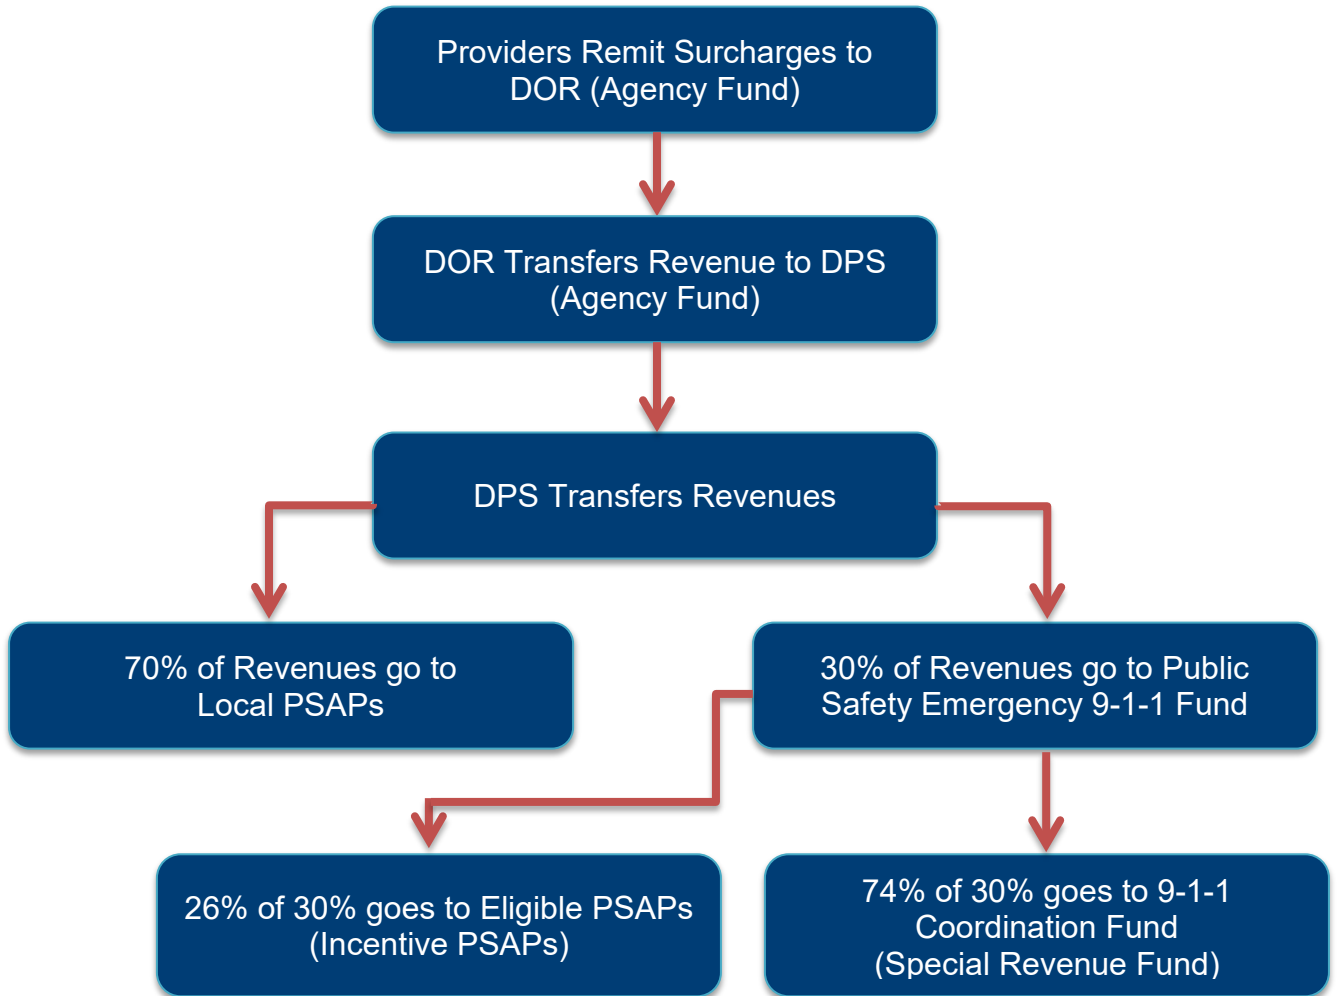 Providers Remit Surcharges to
DOR (Agency Fund)
DOR Transfers Revenue to DPS
(Agency Fund)
DPS Transfers Revenues
70% of Revenues go to
Local PSAPs
30% of Revenues go to Public
Safety Emergency 9-1-1 Fund
26% of 30% goes to Eligible PSAPs
(Incentive PSAPs)
74% of 30% goes to 9-1-1
Coordination Fund
(Special Revenue Fund)